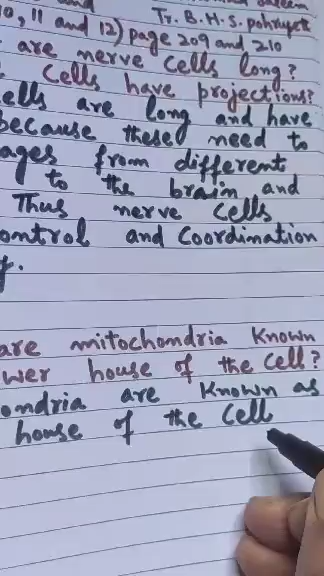 10, 11 and 12) page 209 and 210
Tr. B.H.S.
are nerve cells long?
cells have projections?
ells are long and have
because these need to
ages from different
to the brain and
Thus nerve cells
ontrol and coordination
y.
are mitochondria known
wer house of the cell?
ondria are known as
house of the cell